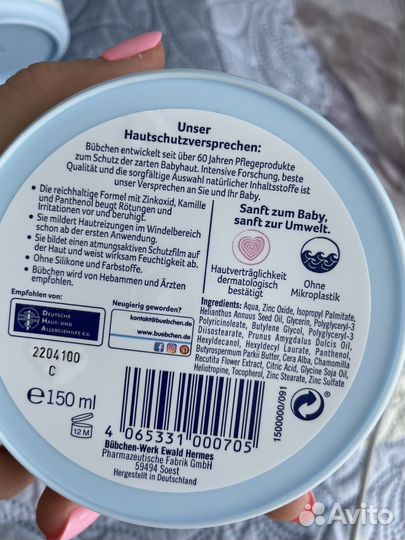 Unser
Hautschutzversprechen:
Bübchen entwickelt seit über 60 Jahren Pflegeprodukte
zum Schutz der zarten Babyhaut. Intensive Forschung, beste
Qualität und die sorgfältige Auswahl natürlicher Inhaltsstoffe ist
unser Versprechen an Sie und Ihr Baby.
• Die reichhaltige Formel mit Zinkoxid, Kamille
und Panthenol beugt Rötungen und
Irritationen vor und beruhigt.
• Sie mildert Hautreizungen im Windelbereich
schon ab der ersten Anwendung.
• Sie bildet einen atmungsaktiven Schutzfilm auf
der Haut und weist wirksam Feuchtigkeit ab.
• Ohne Silikone und Farbstoffe.
• Bübchen wird von Hebammen und Ärzten
empfohlen.
Sanft zum Baby,
sanft zur Umwelt.
Hautverträglichkeit
dermatologisch
bestätigt
Ohne
Mikroplastik
Empfohlen von:
DEUTSCHE
HAUT- UND
ALLERGIEHILFE E.V.
Neugierig geworden?
kontakt@buebchen.de
www.buebchen.de
Ingredients: Aqua, Zinc Oxide, Isopropyl Palmitate,
Helianthus Annuus Seed Oil, Glycerin, Polyglyceryl-3
Polyricinoleate, Butylene Glycol, Polyglyceryl-3
Diisostearate, Prunus Amygdalus Dulcis Oil,
Hexyldecanol, Hexyldecyl Laurate, Panthenol,
Butyrospermum Parkii Butter, Cera Alba, Chamomilla
Recutita Flower Extract, Citric Acid, Glycine Soja Oil,
Heliotropine, Tocopherol, Zinc Stearate, Zinc Sulfate
2204100
C
℮ 150 ml
12 M
4 065331 000705
1500000/091
Bübchen-Werk Ewald Hermes
Pharmazeutische Fabrik GmbH
59494 Soest
Hergestellt in Deutschland
Avito